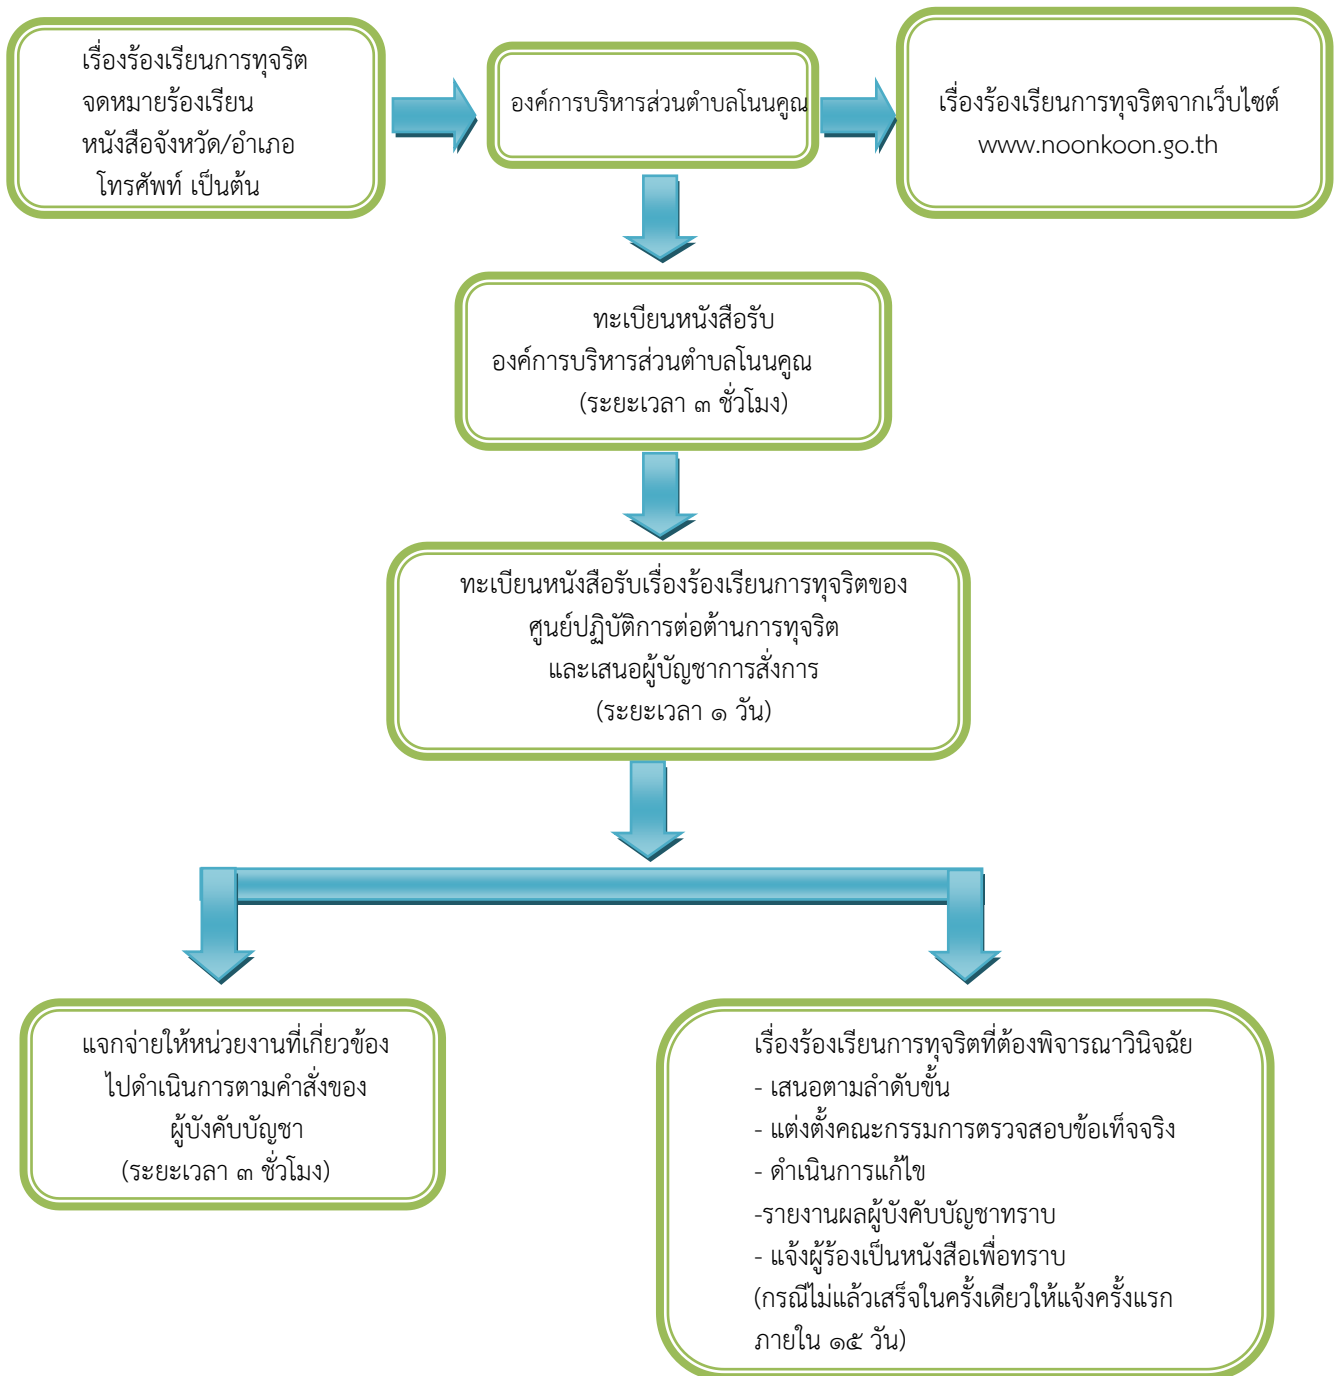 เรื่องร้องเรียนการทุจริต
จดหมายร้องเรียน
หนังสือจังหวัด/อำเภอ
โทรศัพท์ เป็นต้น
องค์การบริหารส่วนตำบลโนนคูณ
เรื่องร้องเรียนการทุจริตจากเว็บไซต์
www.noonkoon.go.th
ทะเบียนหนังสือรับ
องค์การบริหารส่วนตำบลโนนคูณ
(ระยะเวลา ๓ ชั่วโมง)
ทะเบียนหนังสือรับเรื่องร้องเรียนการทุจริตของ
ศูนย์ปฏิบัติการต่อต้านการทุจริต
และเสนอผู้บัญชาการสั่งการ
(ระยะเวลา ๑ วัน)
แจกจ่ายให้หน่วยงานที่เกี่ยวข้อง
ไปดำเนินการตามคำสั่งของ
ผู้บังคับบัญชา
(ระยะเวลา ๓ ชั่วโมง)
เรื่องร้องเรียนการทุจริตที่ต้องพิจารณาวินิจฉัย
- เสนอตามลำดับขั้น
- แต่งตั้งคณะกรรมการตรวจสอบข้อเท็จจริง
- ดำเนินการแก้ไข
-รายงานผลผู้บังคับบัญชาทราบ
- แจ้งผู้ร้องเป็นหนังสือเพื่อทราบ
(กรณีไม่แล้วเสร็จในครั้งเดียวให้แจ้งครั้งแรก
ภายใน ๑๕ วัน)